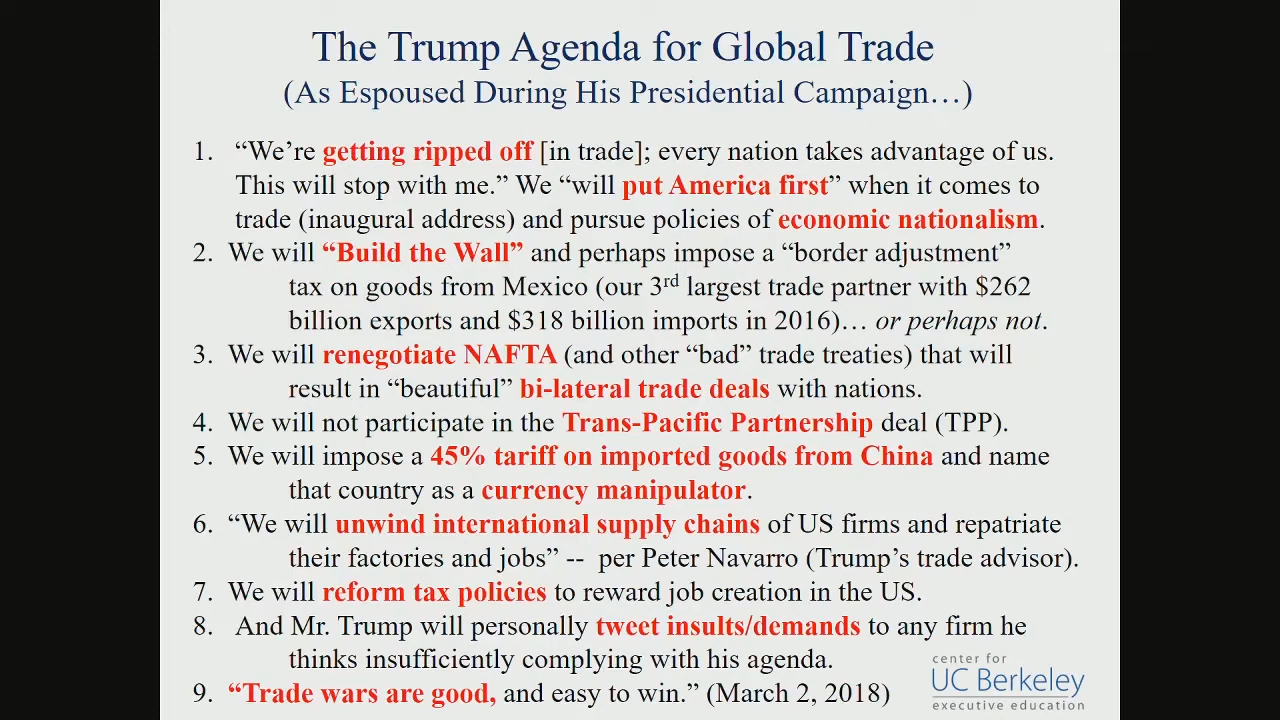 The Trump Agenda for Global Trade
(As Espoused During His Presidential Campaign…)
1. “We’re getting ripped off [in trade]; every nation takes advantage of us.
This will stop with me.” We “will put America first” when it comes to
trade (inaugural address) and pursue policies of economic nationalism.
2. We will “Build the Wall” and perhaps impose a “border adjustment”
tax on goods from Mexico (our 3rd largest trade partner with $262
billion exports and $318 billion imports in 2016)… or perhaps not.
3. We will renegotiate NAFTA (and other “bad” trade treaties) that will
result in “beautiful” bi-lateral trade deals with nations.
4. We will not participate in the Trans-Pacific Partnership deal (TPP).
5. We will impose a 45% tariff on imported goods from China and name
that country as a currency manipulator.
6. “We will unwind international supply chains of US firms and repatriate
their factories and jobs” -- per Peter Navarro (Trump’s trade advisor).
7. We will reform tax policies to reward job creation in the US.
8. And Mr. Trump will personally tweet insults/demands to any firm he
thinks insufficiently complying with his agenda.
9. “Trade wars are good, and easy to win.” (March 2, 2018)
center for
UC Berkeley
executive education